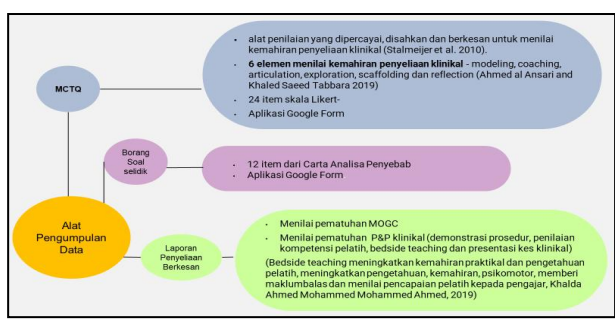 MCTQ
• alat penilaian yang dipercayai, disahkan dan berkesan untuk menilai
kemahiran penyeliaan klinikal (Stalmeijer et al. 2010).
• 6 elemen menilai kemahiran penyeliaan klinikal - modeling, coaching,
articulation, exploration, scaffolding and reflection (Ahmed al Ansari and
Khaled Saeed Tabbara 2019)
• 24 item skala Likert-
• Aplikasi Google Form
Borang
Soal
selidik
• 12 item dari Carta Analisa Penyebab
• Aplikasi Google Form
Alat
Pengumpulan
Data
Laporan
Penyeliaan
Berkesan
• Menilai pematuhan MOGC
• Menilai pematuhan P&P klinikal (demonstrasi prosedur, penilaian
kompetensi pelatih, bedside teaching dan presentasi kes klinikal)
(Bedside teaching meningkatkan kemahiran praktikal dan pengetahuan
pelatih, meningkatkan pengetahuan, kemahiran, psikomotor, memberi
maklumbalas dan menilai pencapaian pelatih kepada pengajar, Khalda
Ahmed Mohammed Mohammed Ahmed, 2019)